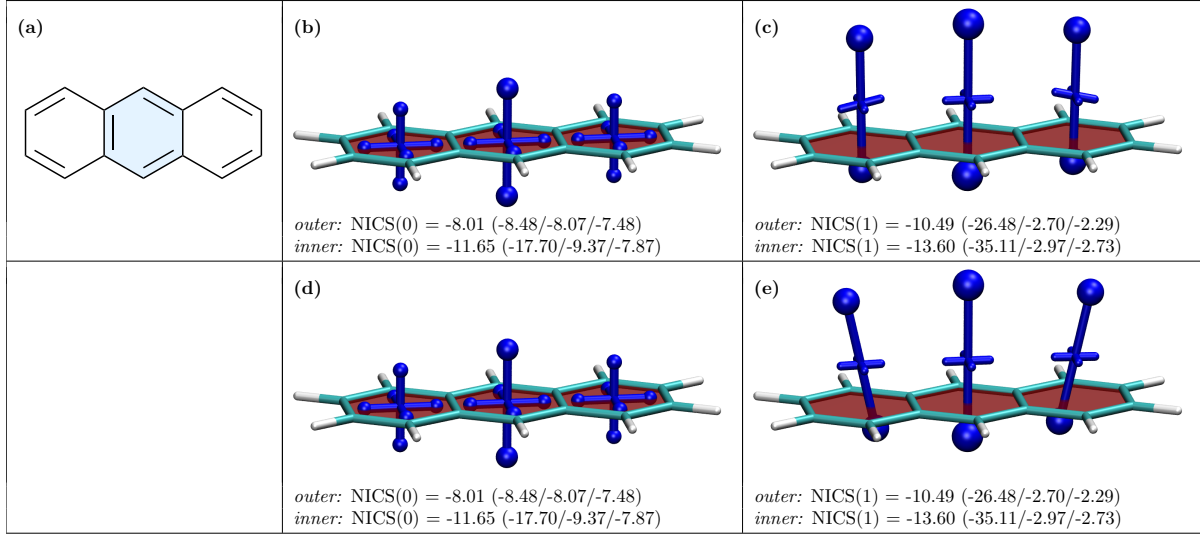 (a)
(b)
(c)
outer: NICS(0) = -8.01 (-8.48/-8.07/-7.48)
inner: NICS(0) = -11.65 (-17.70/-9.37/-7.87)
outer: NICS(1) = -10.49 (-26.48/-2.70/-2.29)
inner: NICS(1) = -13.60 (-35.11/-2.97/-2.73)
(d)
(e)
outer: NICS(0) = -8.01 (-8.48/-8.07/-7.48)
inner: NICS(0) = -11.65 (-17.70/-9.37/-7.87)
outer: NICS(1) = -10.49 (-26.48/-2.70/-2.29)
inner: NICS(1) = -13.60 (-35.11/-2.97/-2.73)